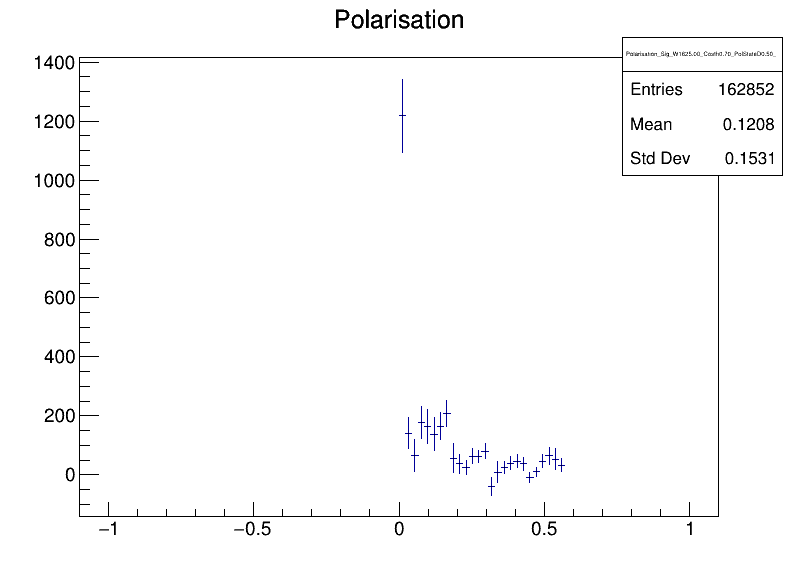 Polarisation
Polarisation_Sig_W1625.00_Costh0.70_PolStateD0.50_
Entries 162852
Mean 0.1208
Std Dev 0.1531
1400
1200
1000
800
600
400
200
0
−1 −0.5 0 0.5 1